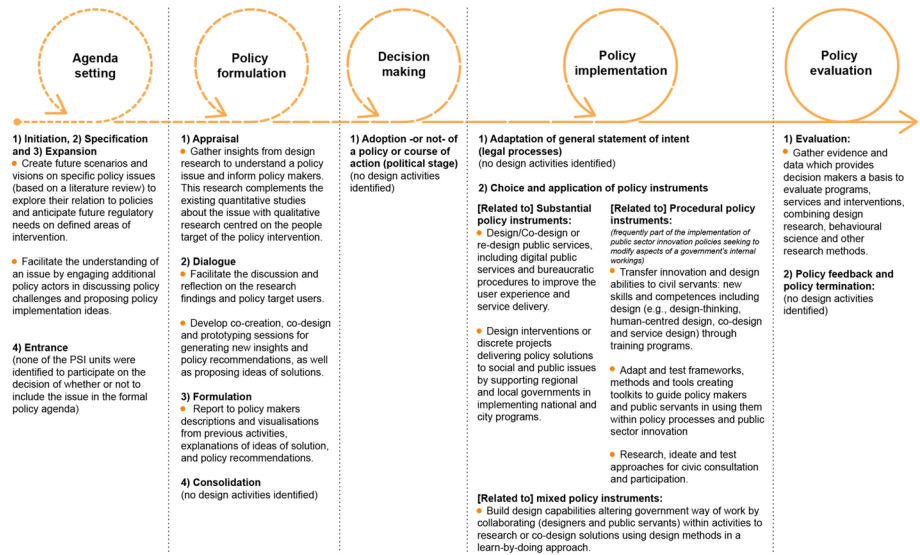 Agenda
setting
Policy
formulation
Decision
making
Policy
implementation
Policy
evaluation
1) Initiation, 2) Specification
and 3) Expansion
● Create future scenarios and
visions on specific policy issues
(based on a literature review) to
explore their relation to policies
and anticipate future regulatory
needs on defined areas of
intervention.
● Facilitate the understanding of
an issue by engaging additional
policy actors in discussing policy
challenges and proposing policy
implementation ideas.
4) Entrance
(none of the PSI units were
identified to participate on the
decision of whether or not to
include the issue in the formal
policy agenda)
1) Appraisal
● Gather insights from design
research to understand a policy
issue and inform policy makers.
This research complements the
existing quantitative studies
about the issue with qualitative
research centred on the people
target of the policy intervention.
2) Dialogue
● Facilitate the discussion and
reflection on the research
findings and policy target users.
● Develop co-creation, co-design
and prototyping sessions for
generating new insights and
policy recommendations, as well
as proposing ideas of solutions.
3) Formulation
● Report to policy makers
descriptions and visualisations
from previous activities,
explanations of ideas of solution,
and policy recommendations.
4) Consolidation
(no design activities identified)
1) Adoption -or not- of
a policy or course of
action (political stage)
(no design activities
identified)
1) Adaptation of general statement of intent
(legal processes)
(no design activities identified)
2) Choice and application of policy instruments
[Related to] Substantial
policy instruments:
● Design/Co-design or
re-design public services,
including digital public
services and bureaucratic
procedures to improve the
user experience and
service delivery.
● Design interventions or
discrete projects
delivering policy solutions
to social and public issues
by supporting regional
and local governments in
implementing national and
city programs.
[Related to] Procedural policy
instruments:
(frequently part of the implementation of
public sector innovation policies seeking to
modify aspects of a government's internal
workings)
● Transfer innovation and design
abilities to civil servants: new
skills and competences including
design (e.g., design-thinking,
human-centred design, co-design
and service design) through
training programs.
● Adapt and test frameworks,
methods and tools creating
toolkits to guide policy makers
and public servants in using them
within policy processes and public
sector innovation
● Research, ideate and test
approaches for civic consultation
and participation.
[Related to] mixed policy instruments:
● Build design capabilities altering government way of work by
collaborating (designers and public servants) within activities to
research or co-design solutions using design methods in a
learn-by-doing approach.
1) Evaluation:
● Gather evidence and
data which provides
decision makers a basis to
evaluate programs,
services and interventions,
combining design
research, behavioural
science and other
research methods.
2) Policy feedback and
policy termination:
(no design activities
identified)